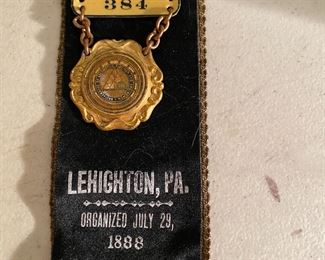 384
LEHIGHTON, PA.
ORGANIZED JULY 29,
1888